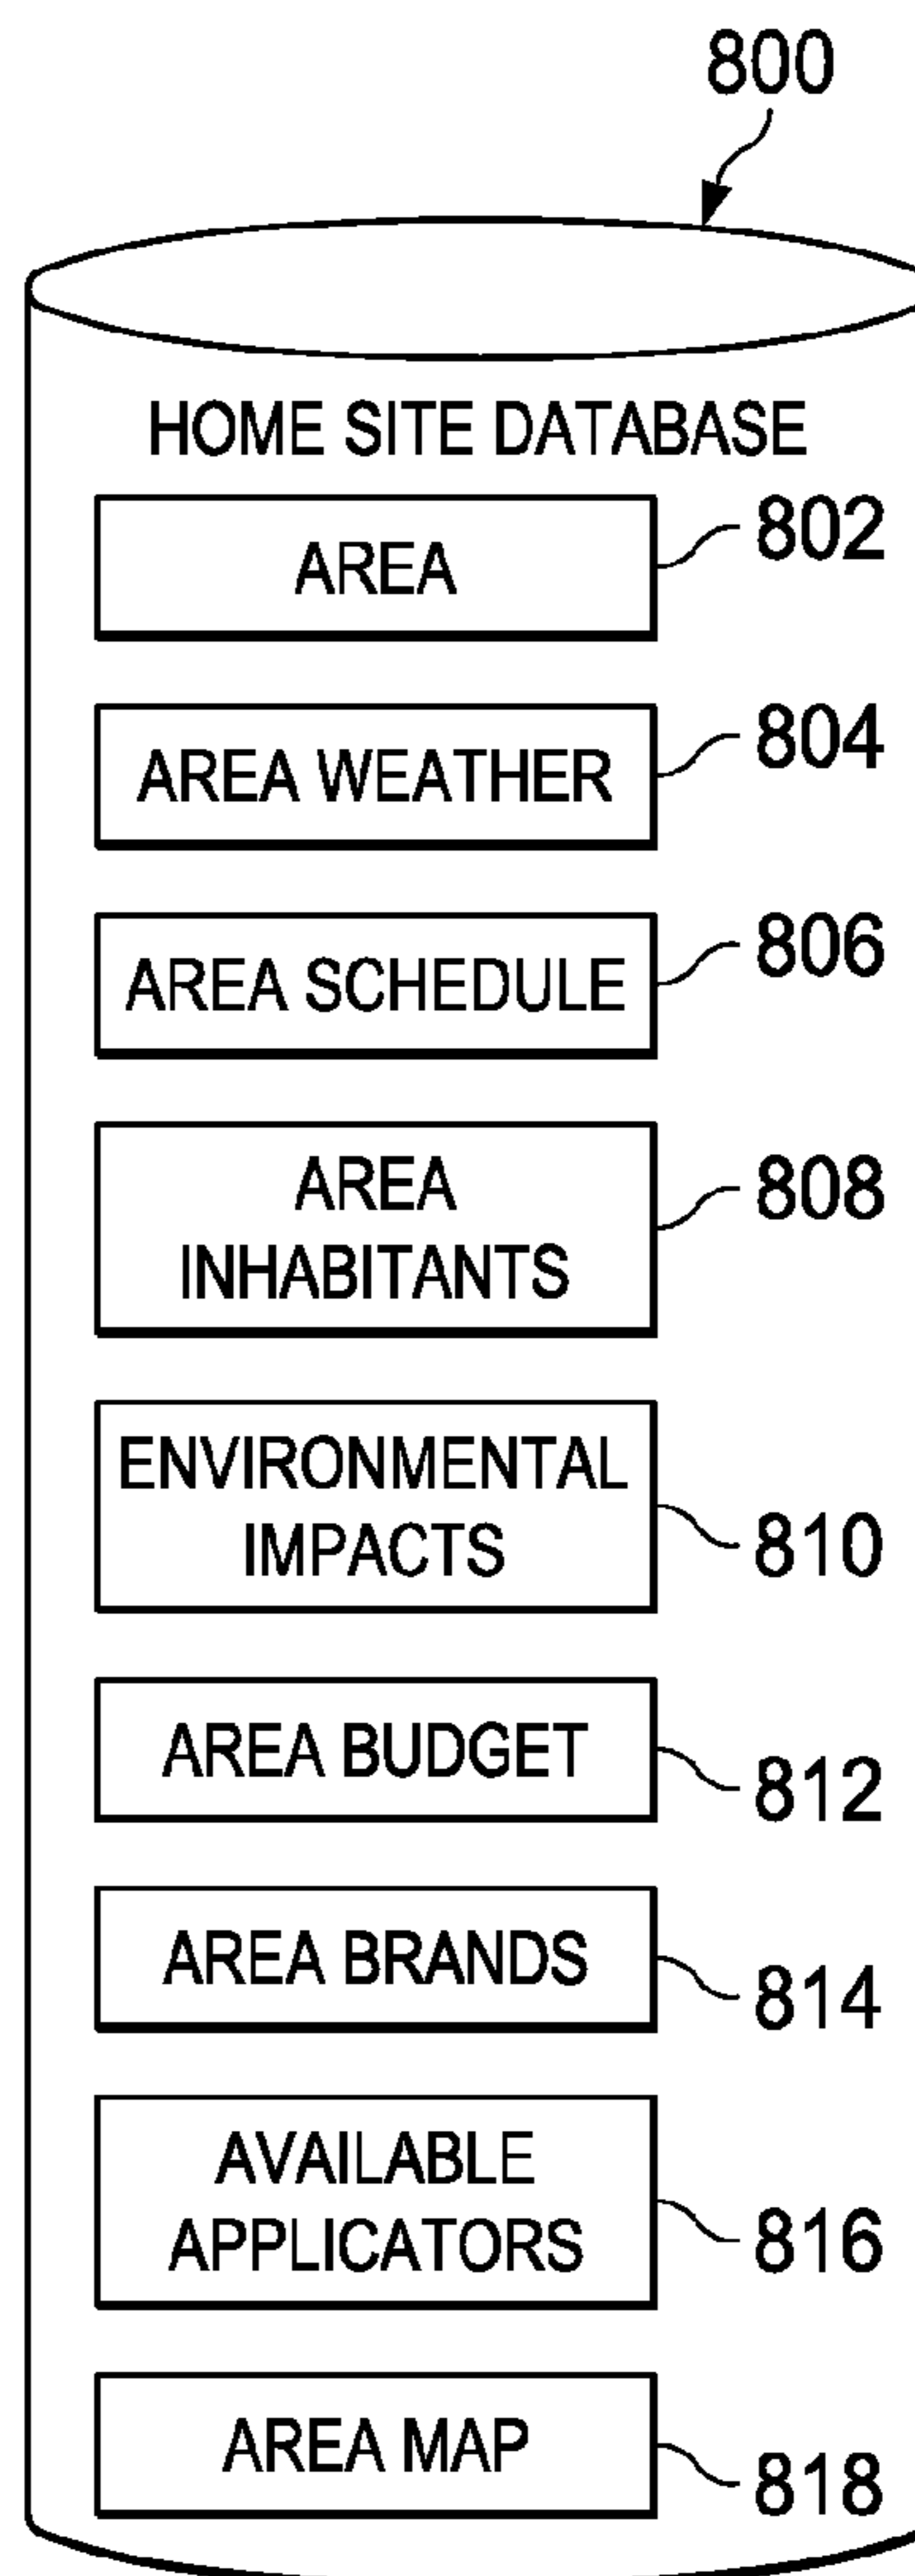 800
HOME SITE DATABASE
AREA
802
AREA WEATHER
804
AREA SCHEDULE
806
AREA
INHABITANTS
808
ENVIRONMENTAL
IMPACTS
810
AREA BUDGET
812
AREA BRANDS
814
AVAILABLE
APPLICATORS
816
AREA MAP
818